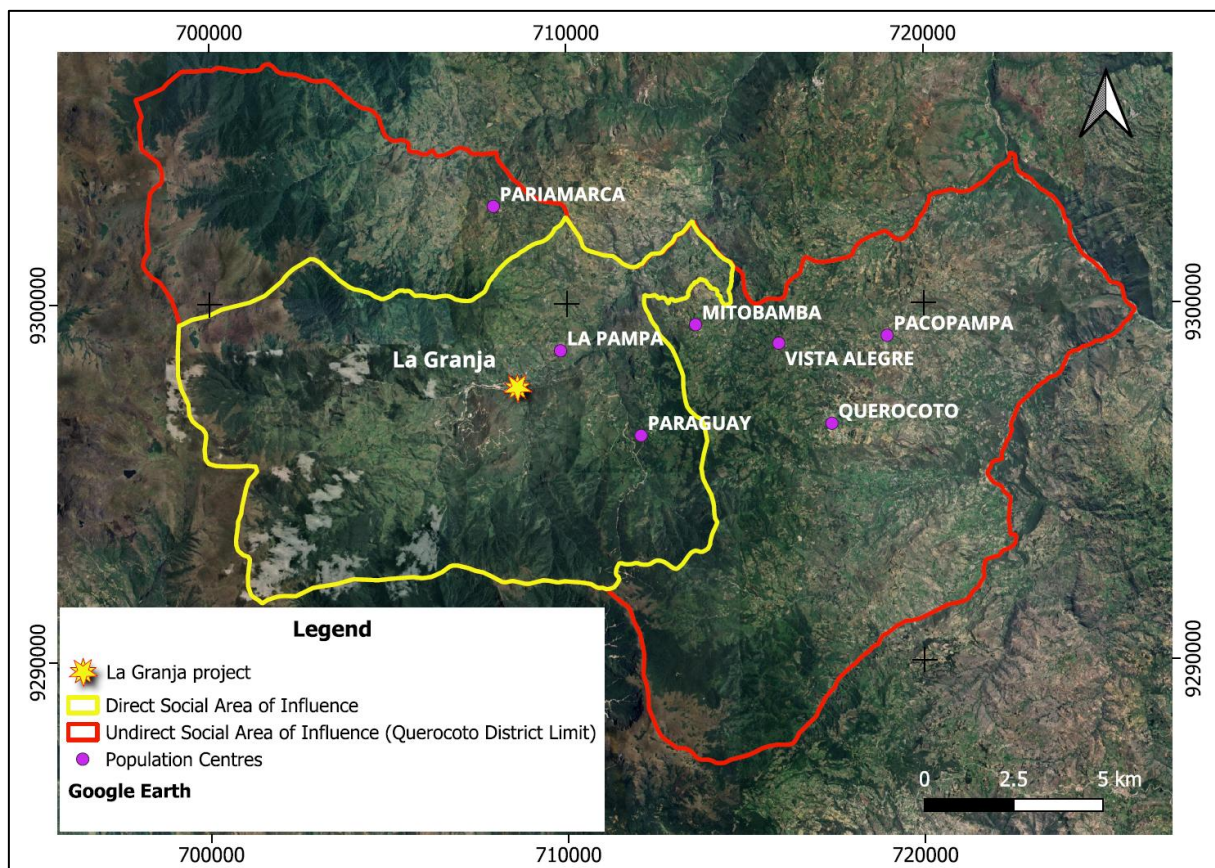 700000
710000
720000
PARIAMARCA
9300000
9300000
MITOBAMBA
PACOPAMPA
LA PAMPA
VISTA ALEGRE
La Granja
QUEROCOTO
PARAGUAY
Legend
La Granja project
Direct Social Area of Influence
Undirect Social Area of Influence (Querocoto District Limit)
Population Centres
Google Earth
9290000
9290000
0 2.5 5 km
700000
710000
720000